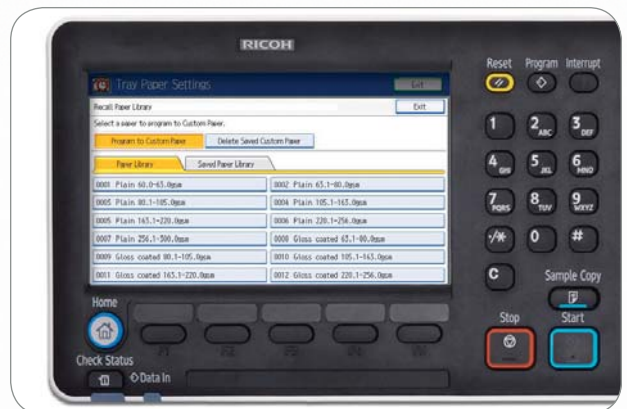 RICOH
Tray Paper Settings
Exit
Recall Paper Library
Exit
Select a paper to program to Custom Paper.
Program to Custom Paper
Delete Saved Custom Paper
Paper Library
Saved Paper Library
0001 Plain 60.0-63.0gsm
0002 Plain 63.1-80.0gsm
0003 Plain 80.1-105.0gsm
0004 Plain 105.1-163.0gsm
0005 Plain 163.1-220.0gsm
0006 Plain 220.1-256.0gsm
0007 Plain 256.1-300.0gsm
0008 Gloss coated 63.1-80.0gsm
0009 Gloss coated 80.1-105.0gsm
0010 Gloss coated 105.1-163.0gsm
0011 Gloss coated 163.1-220.0gsm
0012 Gloss coated 220.1-256.0gsm
Reset
Program
Interrupt
1
2 ABC
3 DEF
4 GHI
5 JKL
6 MNO
7 PQRS
8 TUV
9 WXYZ
·/*
0
#
C
Sample Copy
Home
Stop
Start
F1
F2
F3
F4
F5
Check Status
Data In